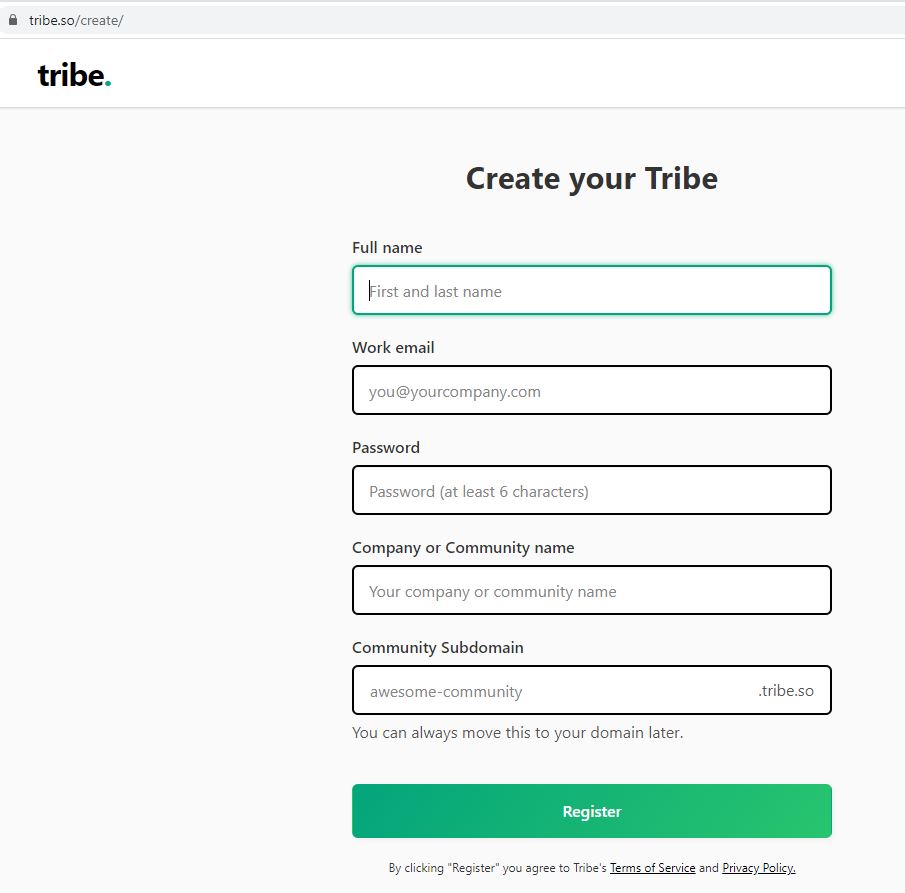 tribe.so/create/
tribe.
Create your Tribe
Full name
First and last name
Work email
you@yourcompany.com
Password
Password (at least 6 characters)
Company or Community name
Your company or community name
Community Subdomain
awesome-community .tribe.so
You can always move this to your domain later.
Register
By clicking "Register" you agree to Tribe's Terms of Service and Privacy Policy.